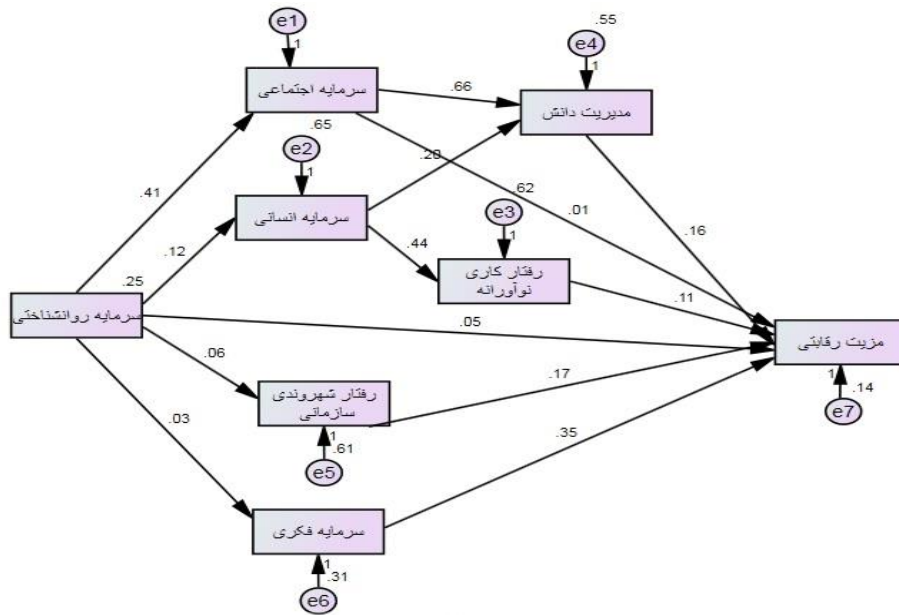 e1
1
.55
e4
1
سرمایه اجتماعی
.66
مدیریت دانش
.65
e2
1
.20
.41
.62
e3
1
.01
سرمایه انسانی
.16
.12
.44
رفتار کاری
نوآورانه
.25
.11
سرمایه روانشناختی
.05
مزیت رقابتی
.06
رفتار شهروندی
سازمانی
.17
1
.14
e7
.03
1
.61
e5
.35
سرمایه فکری
1
.31
e6